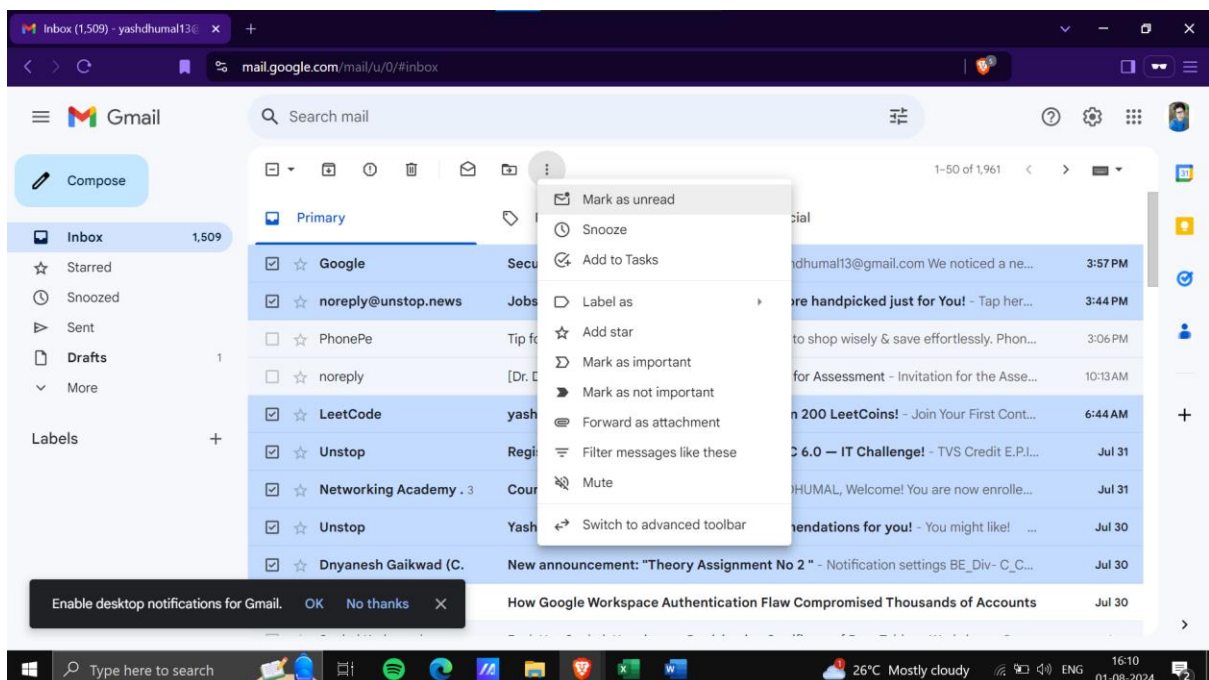 Inbox (1,509) - yashdhumal13@
mail.google.com/mail/u/0/#inbox
5
Gmail
Search mail
31
Compose
1–50 of 1,961
Mark as unread
Primary
cial
Inbox 1,509
Snooze
Starred
Google Secu Add to Tasks dhumal13@gmail.com We noticed a ne... 3:57 PM
Snoozed
noreply@unstop.news Jobs Label as ore handpicked just for You! - Tap her... 3:44 PM
Sent
PhonePe Tip fo Add star to shop wisely & save effortlessly. Phon... 3:06 PM
Drafts 1
Mark as important
noreply [Dr. D for Assessment - Invitation for the Asse... 10:13 AM
More
Mark as not important
LeetCode yash n 200 LeetCoins! - Join Your First Cont... 6:44 AM
Forward as attachment
Labels
Unstop Regi Filter messages like these C 6.0 — IT Challenge! - TVS Credit E.P.I... Jul 31
Mute
Networking Academy . 3 Cour DHUMAL, Welcome! You are now enrolle... Jul 31
Unstop Yash Switch to advanced toolbar endations for you! - You might like! ... Jul 30
Dnyanesh Gaikwad (C. New announcement: "Theory Assignment No 2 " - Notification settings BE_Div- C_C... Jul 30
Enable desktop notifications for Gmail. OK No thanks
How Google Workspace Authentication Flaw Compromised Thousands of Accounts Jul 30
Type here to search
26°C Mostly cloudy ENG 16:10
01-08-2024
2